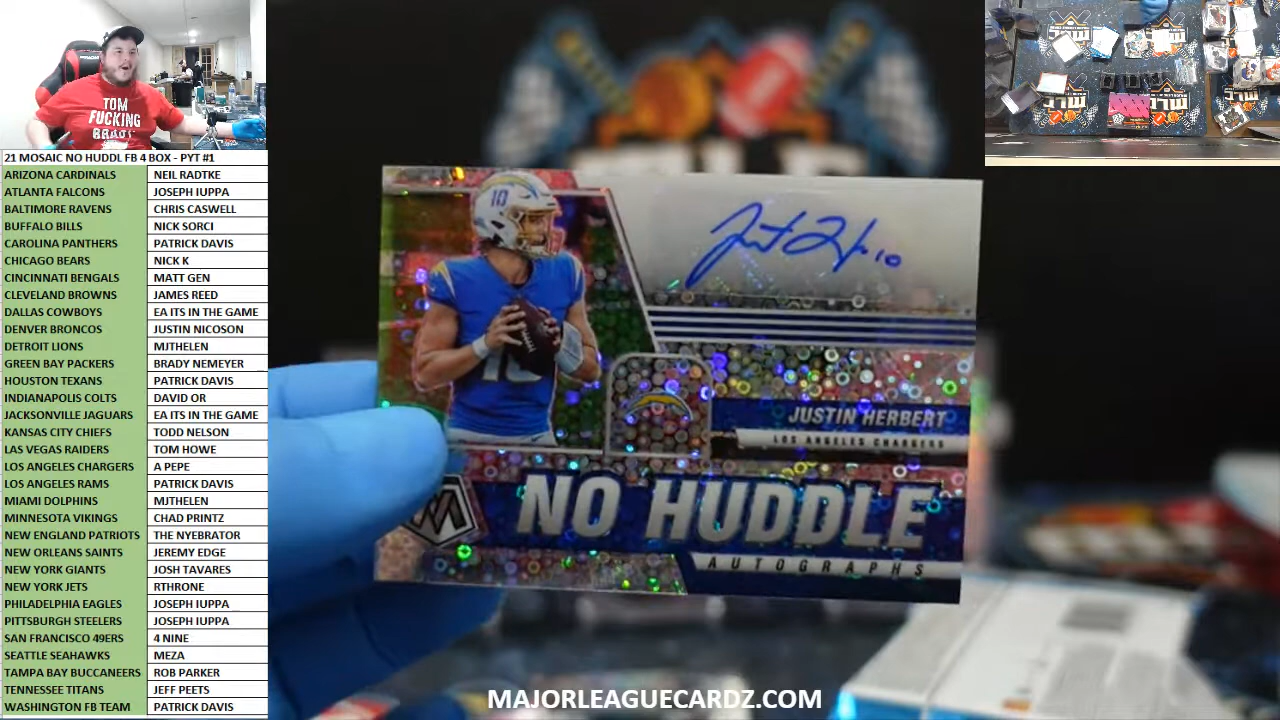 TOM
FUCKING
BRADY
21 MOSAIC NO HUDDL FB 4 BOX - PYT #1
ARIZONA CARDINALS NEIL RADTKE
ATLANTA FALCONS JOSEPH IUPPA
BALTIMORE RAVENS CHRIS CASWELL
BUFFALO BILLS NICK SORCI
CAROLINA PANTHERS PATRICK DAVIS
CHICAGO BEARS NICK K
CINCINNATI BENGALS MATT GEN
CLEVELAND BROWNS JAMES REED
DALLAS COWBOYS EA ITS IN THE GAME
DENVER BRONCOS JUSTIN NICOSON
DETROIT LIONS MJTHELEN
GREEN BAY PACKERS BRADY NEMEYER
HOUSTON TEXANS PATRICK DAVIS
INDIANAPOLIS COLTS DAVID OR
JACKSONVILLE JAGUARS EA ITS IN THE GAME
KANSAS CITY CHIEFS TODD NELSON
LAS VEGAS RAIDERS TOM HOWE
LOS ANGELES CHARGERS A PEPE
LOS ANGELES RAMS PATRICK DAVIS
MIAMI DOLPHINS MJTHELEN
MINNESOTA VIKINGS CHAD PRINTZ
NEW ENGLAND PATRIOTS THE NYEBRATOR
NEW ORLEANS SAINTS JEREMY EDGE
NEW YORK GIANTS JOSH TAVARES
NEW YORK JETS RTHRONE
PHILADELPHIA EAGLES JOSEPH IUPPA
PITTSBURGH STEELERS JOSEPH IUPPA
SAN FRANCISCO 49ERS 4 NINE
SEATTLE SEAHAWKS MEZA
TAMPA BAY BUCCANEERS ROB PARKER
TENNESSEE TITANS JEFF PEETS
WASHINGTON FB TEAM PATRICK DAVIS
10
10
JUSTIN HERBERT
LOS ANGELES CHARGERS
NO HUDDLE
AUTOGRAPHS
MAJORLEAGUECARDZ.COM